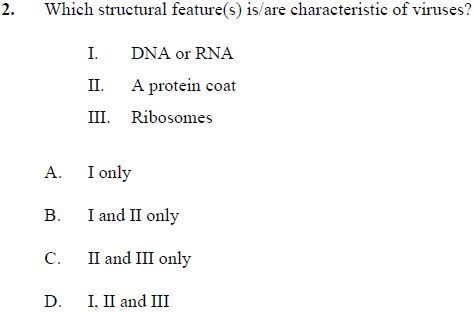 2. Which structural feature(s) is/are characteristic of viruses?
I. DNA or RNA
II. A protein coat
III. Ribosomes
A. I only
B. I and II only
C. II and III only
D. I, II and III